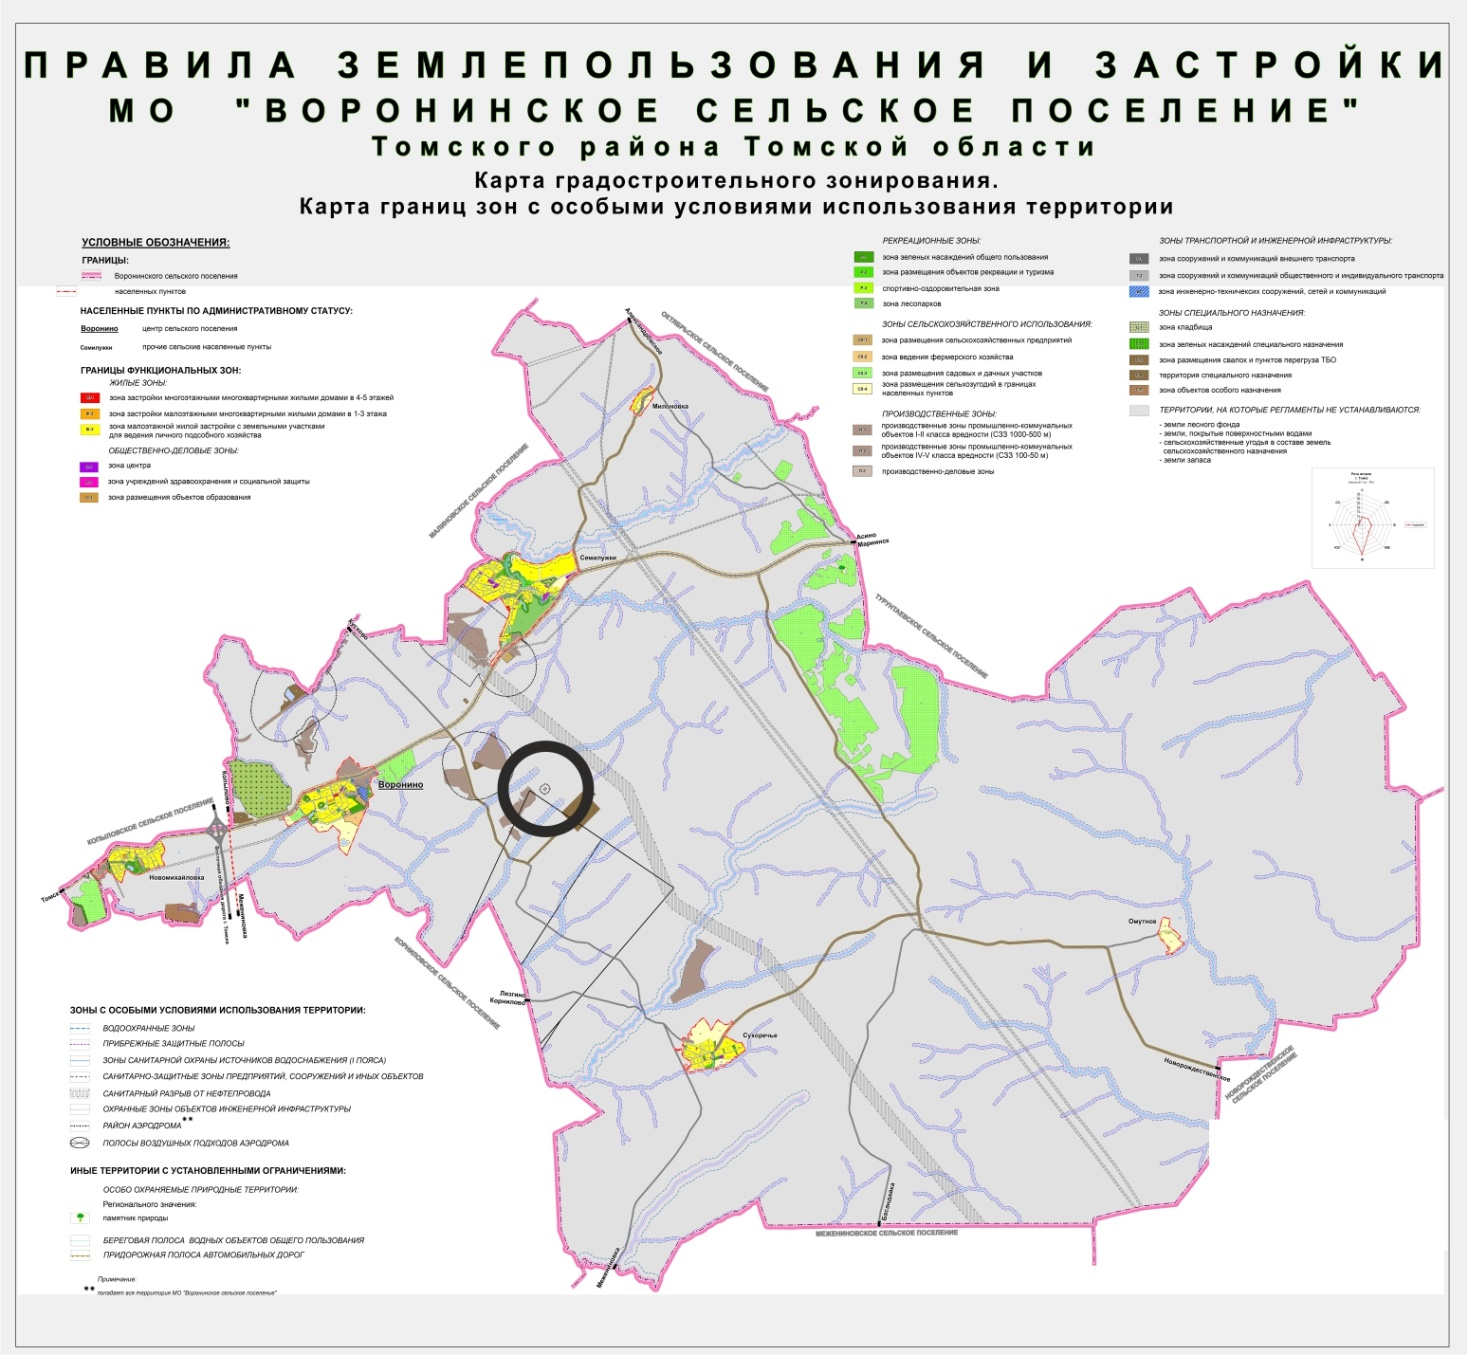 ПРАВИЛА ЗЕМЛЕПОЛЬЗОВАНИЯ И ЗАСТРОЙКИ
МО "ВОРОНИНСКОЕ СЕЛЬСКОЕ ПОСЕЛЕНИЕ"
Томского района Томской области
Карта градостроительного зонирования.
Карта границ зон с особыми условиями использования территории
УСЛОВНЫЕ ОБОЗНАЧЕНИЯ:
ГРАНИЦЫ:
Воронинского сельского поселения
населенных пунктов
НАСЕЛЕННЫЕ ПУНКТЫ ПО АДМИНИСТРАТИВНОМУ СТАТУСУ:
Воронино центр сельского поселения
Семилужки прочие сельские населенные пункты
ГРАНИЦЫ ФУНКЦИОНАЛЬНЫХ ЗОН:
ЖИЛЫЕ ЗОНЫ:
зона застройки многоэтажными многоквартирными жилыми домами в 4-5 этажей
зона застройки малоэтажными многоквартирными жилыми домами в 1-3 этажа
зона малоэтажной жилой застройки с земельными участками
для ведения личного подсобного хозяйства
ОБЩЕСТВЕННО-ДЕЛОВЫЕ ЗОНЫ:
зона центра
зона учреждений здравоохранения и социальной защиты
зона размещения объектов образования
РЕКРЕАЦИОННЫЕ ЗОНЫ:
зона зеленых насаждений общего пользования
зона размещения объектов рекреации и туризма
спортивно-оздоровительная зона
зона лесопарков
ЗОНЫ СЕЛЬСКОХОЗЯЙСТВЕННОГО ИСПОЛЬЗОВАНИЯ:
зона размещения сельскохозяйственных предприятий
зона ведения фермерского хозяйства
зона размещения садовых и дачных участков
зона размещения сельхозугодий в границах
населенных пунктов
ПРОИЗВОДСТВЕННЫЕ ЗОНЫ:
производственные зоны промышленно-коммунальных
объектов I-II класса вредности (СЗЗ 1000-500 м)
производственные зоны промышленно-коммунальных
объектов IV-V класса вредности (СЗЗ 100-50 м)
производственно-деловые зоны
ЗОНЫ ТРАНСПОРТНОЙ И ИНЖЕНЕРНОЙ ИНФРАСТРУКТУРЫ:
зона сооружений и коммуникаций внешнего транспорта
зона сооружений и коммуникаций общественного и индивидуального транспорта
зона инженерно-технических сооружений, сетей и коммуникаций
ЗОНЫ СПЕЦИАЛЬНОГО НАЗНАЧЕНИЯ:
зона кладбища
зона зеленых насаждений специального назначения
зона размещения свалок и пунктов перегруза ТБО
территория специального назначения
зона объектов особого назначения
ТЕРРИТОРИИ, НА КОТОРЫЕ РЕГЛАМЕНТЫ НЕ УСТАНАВЛИВАЮТСЯ:
- земли лесного фонда
- земли, покрытые поверхностными водами
- сельскохозяйственные угодья в составе земель
сельскохозяйственного назначения
- земли запаса
Александровское
ОКТЯБРЬСКОЕ СЕЛЬСКОЕ ПОСЕЛЕНИЕ
Милоновка
МАЛИНОВСКОЕ СЕЛЬСКОЕ ПОСЕЛЕНИЕ
Асино
Мариинск
Семилужки
ТУРУНТАЕВСКОЕ СЕЛЬСКОЕ ПОСЕЛЕНИЕ
Кусково
Копылово
Воронино
КОПЫЛОВСКОЕ СЕЛЬСКОЕ ПОСЕЛЕНИЕ
Новомихайловка
Томск
Восточная обводная дорога г. Томска
Межениновка
КОРНИЛОВСКОЕ СЕЛЬСКОЕ ПОСЕЛЕНИЕ
Омутное
Лязгино
Корнилово
Сухоречье
Новорождественское
НОВОРОЖДЕСТВЕНСКОЕ
СЕЛЬСКОЕ ПОСЕЛЕНИЕ
Басандайка
МЕЖЕНИНОВСКОЕ СЕЛЬСКОЕ ПОСЕЛЕНИЕ
Межениновка
ЗОНЫ С ОСОБЫМИ УСЛОВИЯМИ ИСПОЛЬЗОВАНИЯ ТЕРРИТОРИИ:
ВОДООХРАННЫЕ ЗОНЫ
ПРИБРЕЖНЫЕ ЗАЩИТНЫЕ ПОЛОСЫ
ЗОНЫ САНИТАРНОЙ ОХРАНЫ ИСТОЧНИКОВ ВОДОСНАБЖЕНИЯ (I ПОЯСА)
САНИТАРНО-ЗАЩИТНЫЕ ЗОНЫ ПРЕДПРИЯТИЙ, СООРУЖЕНИЙ И ИНЫХ ОБЪЕКТОВ
САНИТАРНЫЙ РАЗРЫВ ОТ НЕФТЕПРОВОДА
ОХРАННЫЕ ЗОНЫ ОБЪЕКТОВ ИНЖЕНЕРНОЙ ИНФРАСТРУКТУРЫ
РАЙОН АЭРОДРОМА **
ПОЛОСЫ ВОЗДУШНЫХ ПОДХОДОВ АЭРОДРОМА
ИНЫЕ ТЕРРИТОРИИ С УСТАНОВЛЕННЫМИ ОГРАНИЧЕНИЯМИ:
ОСОБО ОХРАНЯЕМЫЕ ПРИРОДНЫЕ ТЕРРИТОРИИ:
Регионального значения:
памятник природы
БЕРЕГОВАЯ ПОЛОСА ВОДНЫХ ОБЪЕКТОВ ОБЩЕГО ПОЛЬЗОВАНИЯ
ПРИДОРОЖНАЯ ПОЛОСА АВТОМОБИЛЬНЫХ ДОРОГ
Примечание:
** попадает вся территория МО "Воронинское сельское поселение"